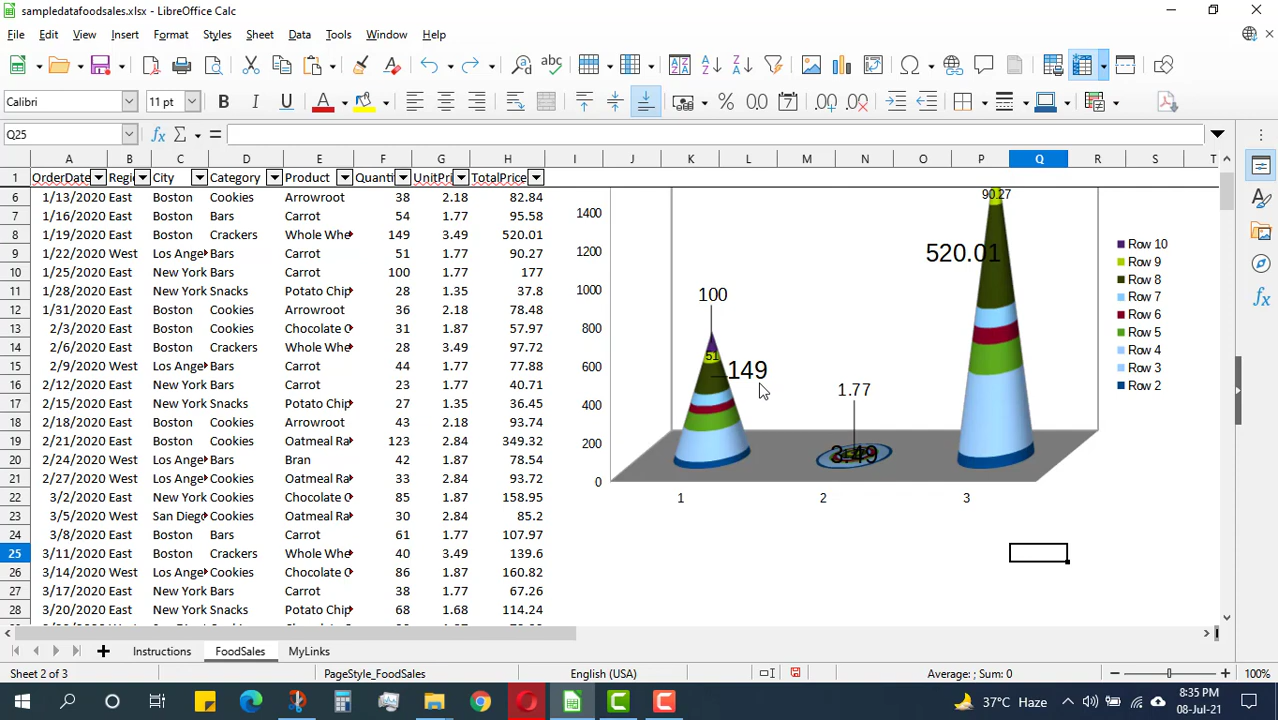 sampledatafoodsales.xlsx - LibreOffice Calc
File Edit View Insert Format Styles Sheet Data Tools Window Help
Calibri 11 pt
Q25
A B C D E F G H I J K L M N O P Q R S T
1 OrderDate Regi City Category Product Quanti UnitPri TotalPrice
6 1/13/2020 East Boston Cookies Arrowroot 38 2.18 82.84
7 1/16/2020 East Boston Bars Carrot 54 1.77 95.58
8 1/19/2020 East Boston Crackers Whole Whe 149 3.49 520.01
9 1/22/2020 West Los Ange Bars Carrot 51 1.77 90.27
10 1/25/2020 East New York Bars Carrot 100 1.77 177
11 1/28/2020 East New York Snacks Potato Chip 28 1.35 37.8
12 1/31/2020 East Boston Cookies Arrowroot 36 2.18 78.48
13 2/3/2020 East Boston Cookies Chocolate C 31 1.87 57.97
14 2/6/2020 East Boston Crackers Whole Whe 28 3.49 97.72
15 2/9/2020 West Los Ange Bars Carrot 44 1.77 77.88
16 2/12/2020 East New York Bars Carrot 23 1.77 40.71
17 2/15/2020 East New York Snacks Potato Chip 27 1.35 36.45
18 2/18/2020 East Boston Cookies Arrowroot 43 2.18 93.74
19 2/21/2020 East Boston Cookies Oatmeal Ra 123 2.84 349.32
20 2/24/2020 West Los Ange Bars Bran 42 1.87 78.54
21 2/27/2020 West Los Ange Cookies Oatmeal Ra 33 2.84 93.72
22 3/2/2020 East New York Cookies Chocolate C 85 1.87 158.95
23 3/5/2020 West San Dieg Cookies Oatmeal Ra 30 2.84 85.2
24 3/8/2020 East Boston Bars Carrot 61 1.77 107.97
25 3/11/2020 East Boston Crackers Whole Whe 40 3.49 139.6
26 3/14/2020 West Los Ange Cookies Chocolate C 86 1.87 160.82
27 3/17/2020 East New York Bars Carrot 38 1.77 67.26
28 3/20/2020 East New York Snacks Potato Chip 68 1.68 114.24
1400
1200
1000
800
600
400
200
0
90.27
520.01
100
51
149
1.77
3.49
1 2 3
Row 10
Row 9
Row 8
Row 7
Row 6
Row 5
Row 4
Row 3
Row 2
Instructions FoodSales MyLinks
Sheet 2 of 3 PageStyle_FoodSales English (USA) Average: ; Sum: 0 100%
37°C Haze
8:35 PM
08-Jul-21